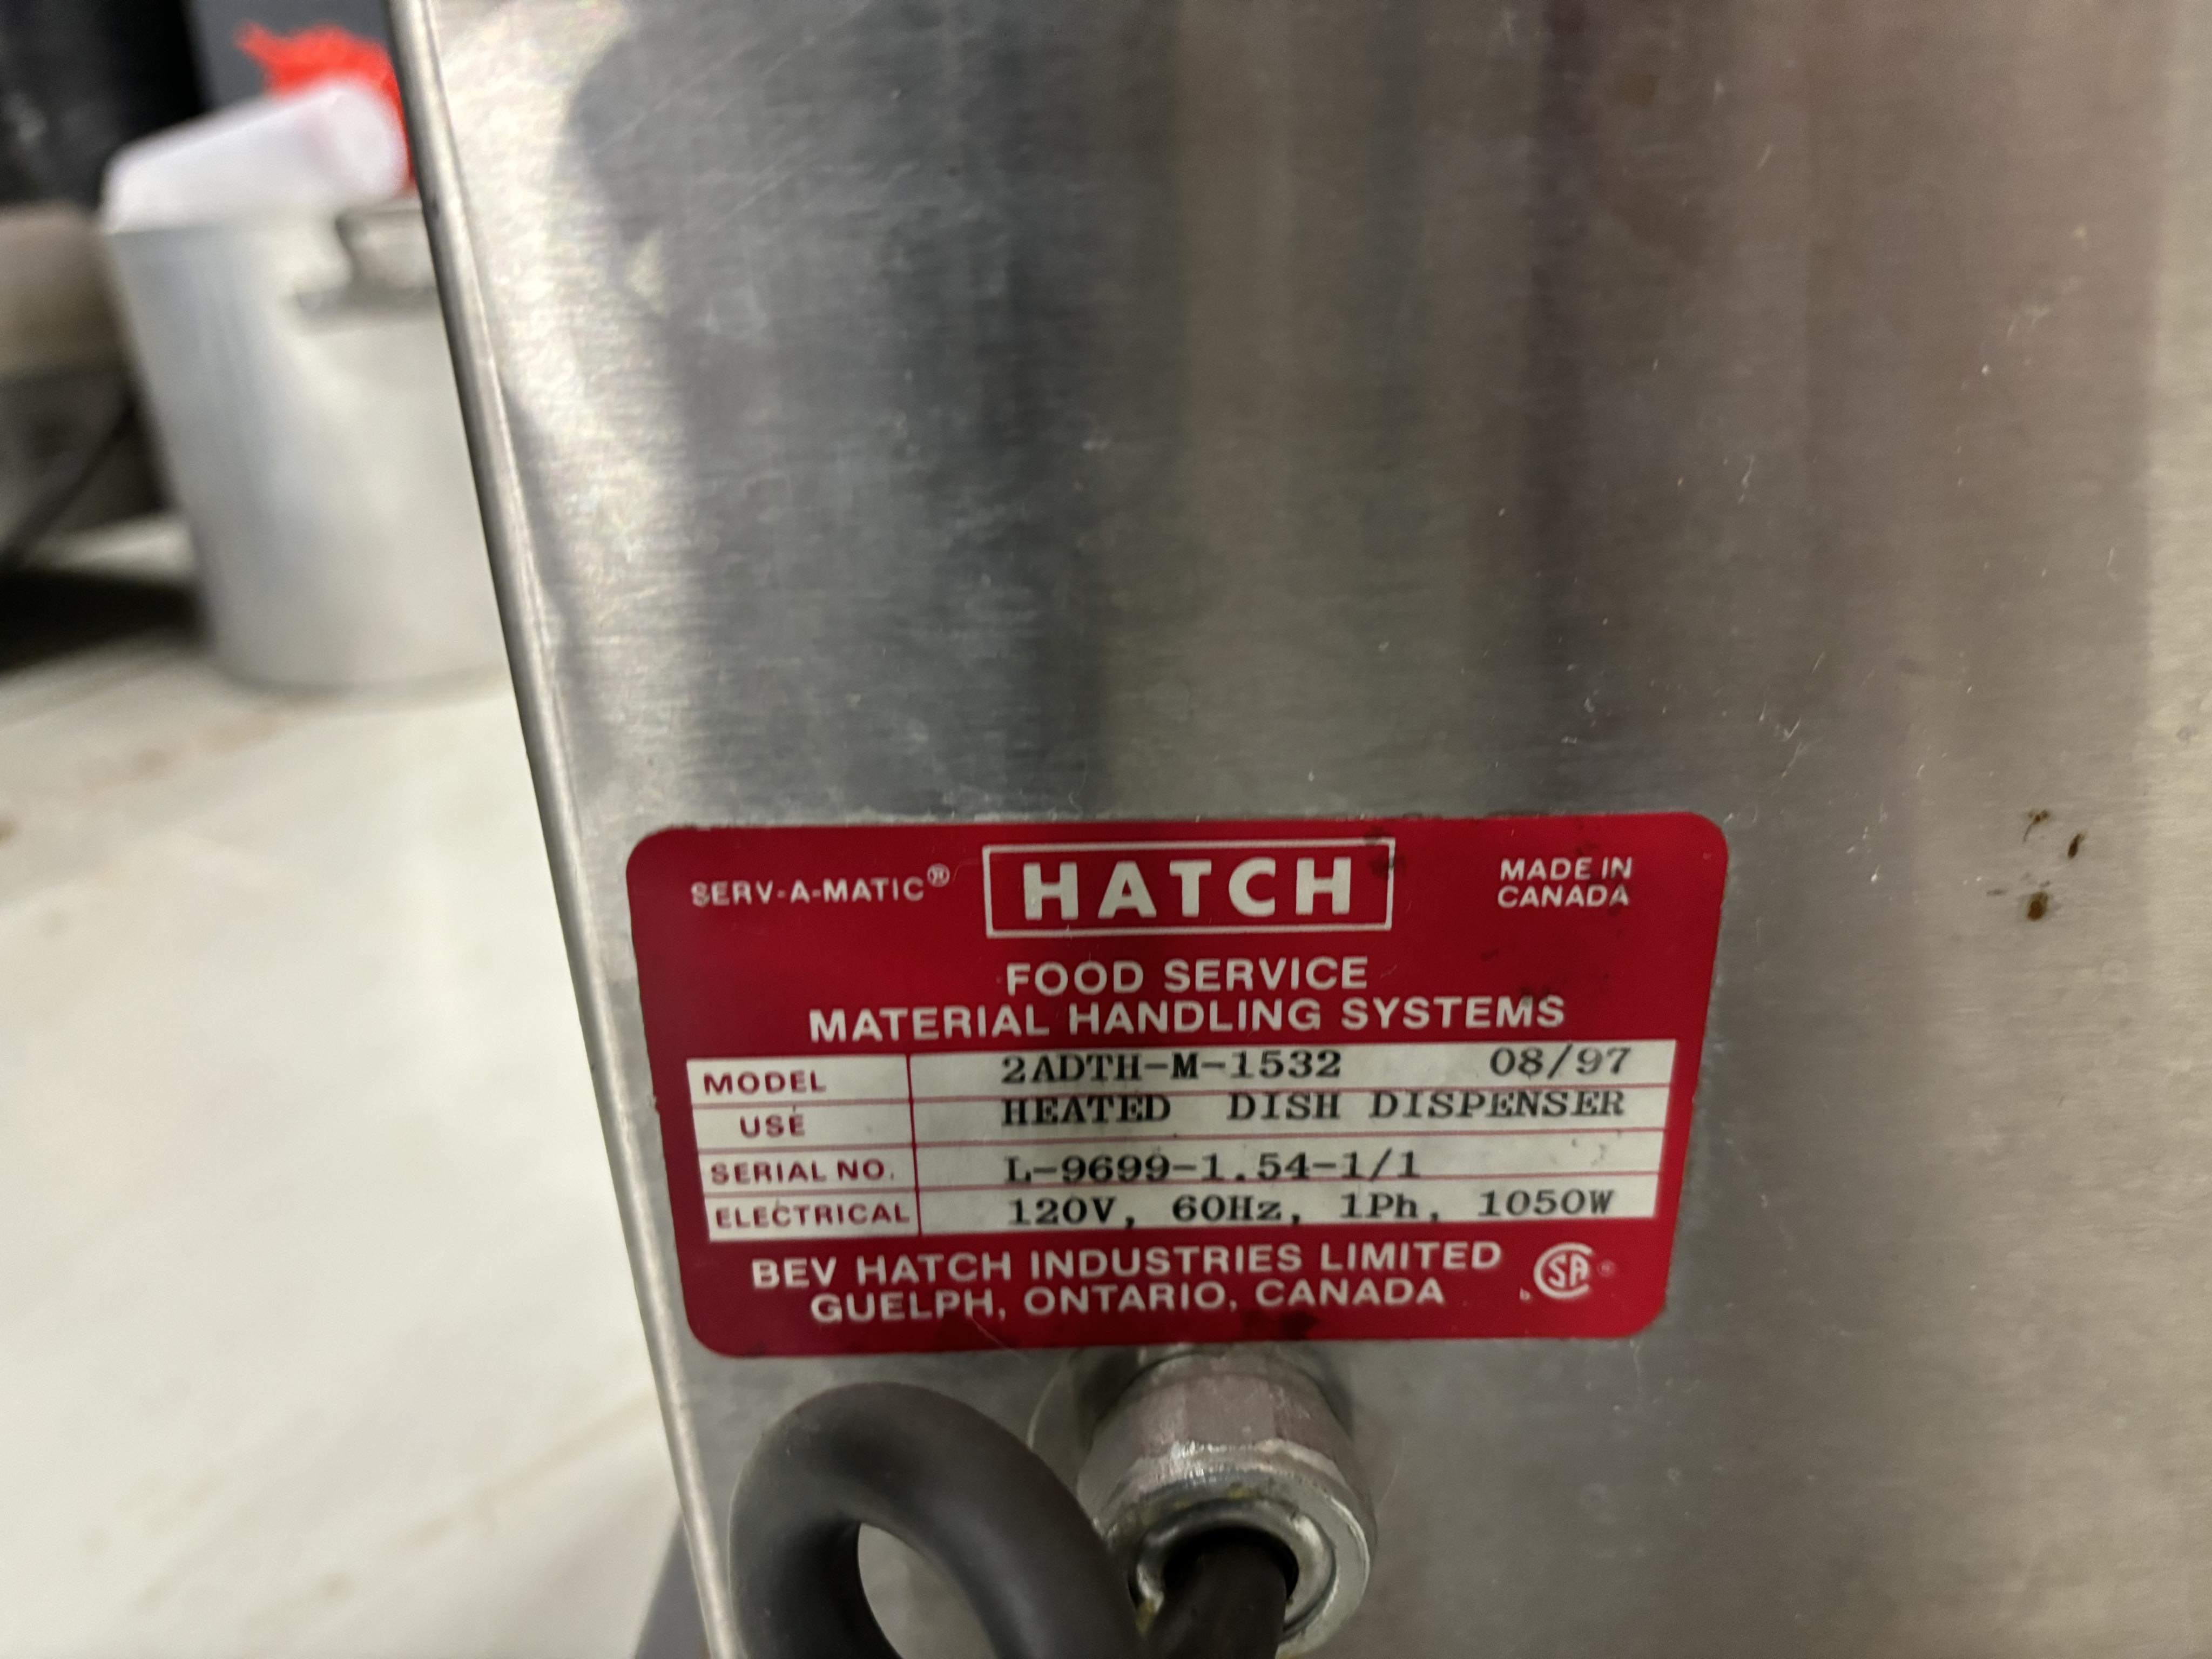 SERV-A-MATIC® HATCH MADE IN CANADA
FOOD SERVICE
MATERIAL HANDLING SYSTEMS
MODEL 2ADTH-M-1532 08/97
USE HEATED DISH DISPENSER
SERIAL NO. L-9699-1.54-1/1
ELECTRICAL 120V, 60Hz, 1Ph, 1050W
BEV HATCH INDUSTRIES LIMITED
GUELPH, ONTARIO, CANADA
CSA®